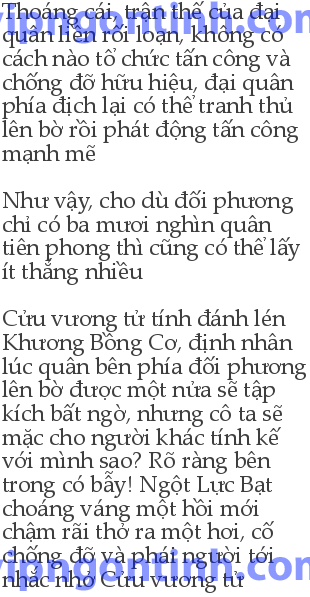 Thoáng cái, trận thế của đại
quân liền rối loạn, không có
cách nào tổ chức tấn công và
chống đỡ hữu hiệu, đại quân
phía địch lại có thể tranh thủ
lên bờ rồi phát động tấn công
mạnh mẽ
Như vậy, cho dù đối phương
chỉ có ba mươi nghìn quân
tiên phong thì cũng có thể lấy
ít thắng nhiều
Cửu vương tử tính đánh lén
Khương Bồng Cơ, định nhân
lúc quân bên phía đối phương
lên bờ được một nửa sẽ tập
kích bất ngờ, nhưng cô ta sẽ
mặc cho người khác tính kế
với mình sao? Rõ ràng bên
trong có bẫy! Ngột Lực Bạt
choáng váng một hồi mới
chậm rãi thở ra một hơi, cố
chống đỡ và phái người tới
nhắc nhở Cửu vương tử
vipngontinh.com
vipngontinh.com